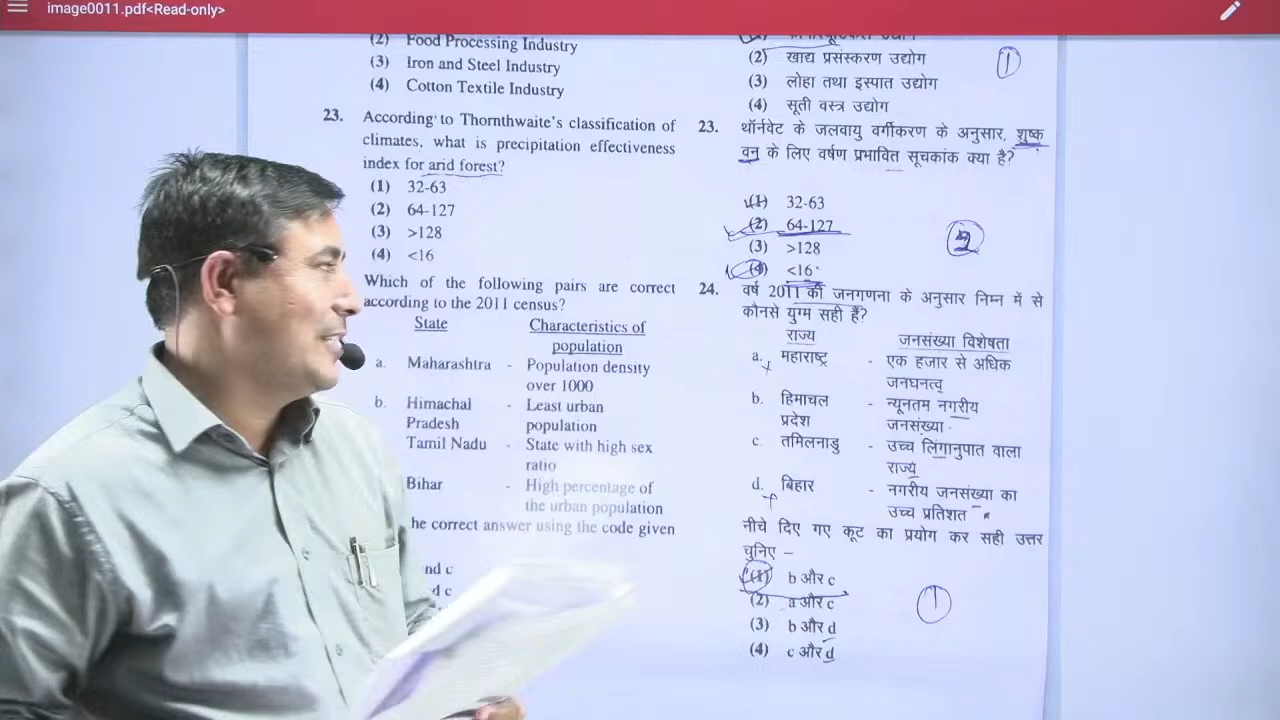 image0011.pdf<Read-only>
(2) Food Processing Industry
(3) Iron and Steel Industry
(4) Cotton Textile Industry
23. According to Thornthwaite's classification of
climates, what is precipitation effectiveness
index for arid forest?
(1) 32-63
(2) 64-127
(3) >128
(4) <16
Which of the following pairs are correct
according to the 2011 census?
State Characteristics of
population
a. Maharashtra - Population density
over 1000
b. Himachal - Least urban
Pradesh population
Tamil Nadu - State with high sex
ratio
Bihar - High percentage of
the urban population
he correct answer using the code given
nd c
d c
(2) खाद्य प्रसंस्करण उद्योग
(3) लोहा तथा इस्पात उद्योग
(4) सूती वस्त्र उद्योग
1
23. थॉर्नवेट के जलवायु वर्गीकरण के अनुसार, शुष्क
वन के लिए वर्षण प्रभावित सूचकांक क्या है?
(1) 32-63
(2) 64-127
(3) >128
(4) <16
2
24. वर्ष 2011 की जनगणना के अनुसार निम्न में से
कौनसे युग्म सही हैं?
राज्य जनसंख्या विशेषता
a. महाराष्ट्र - एक हजार से अधिक
जनघनत्व
b. हिमाचल - न्यूनतम नगरीय
प्रदेश जनसंख्या
c. तमिलनाडु - उच्च लिंगानुपात वाला
राज्य
d. बिहार - नगरीय जनसंख्या का
उच्च प्रतिशत
नीचे दिए गए कूट का प्रयोग कर सही उत्तर
चुनिए –
(1) b और c
(2) a और c
(3) b और d
(4) c और d
1